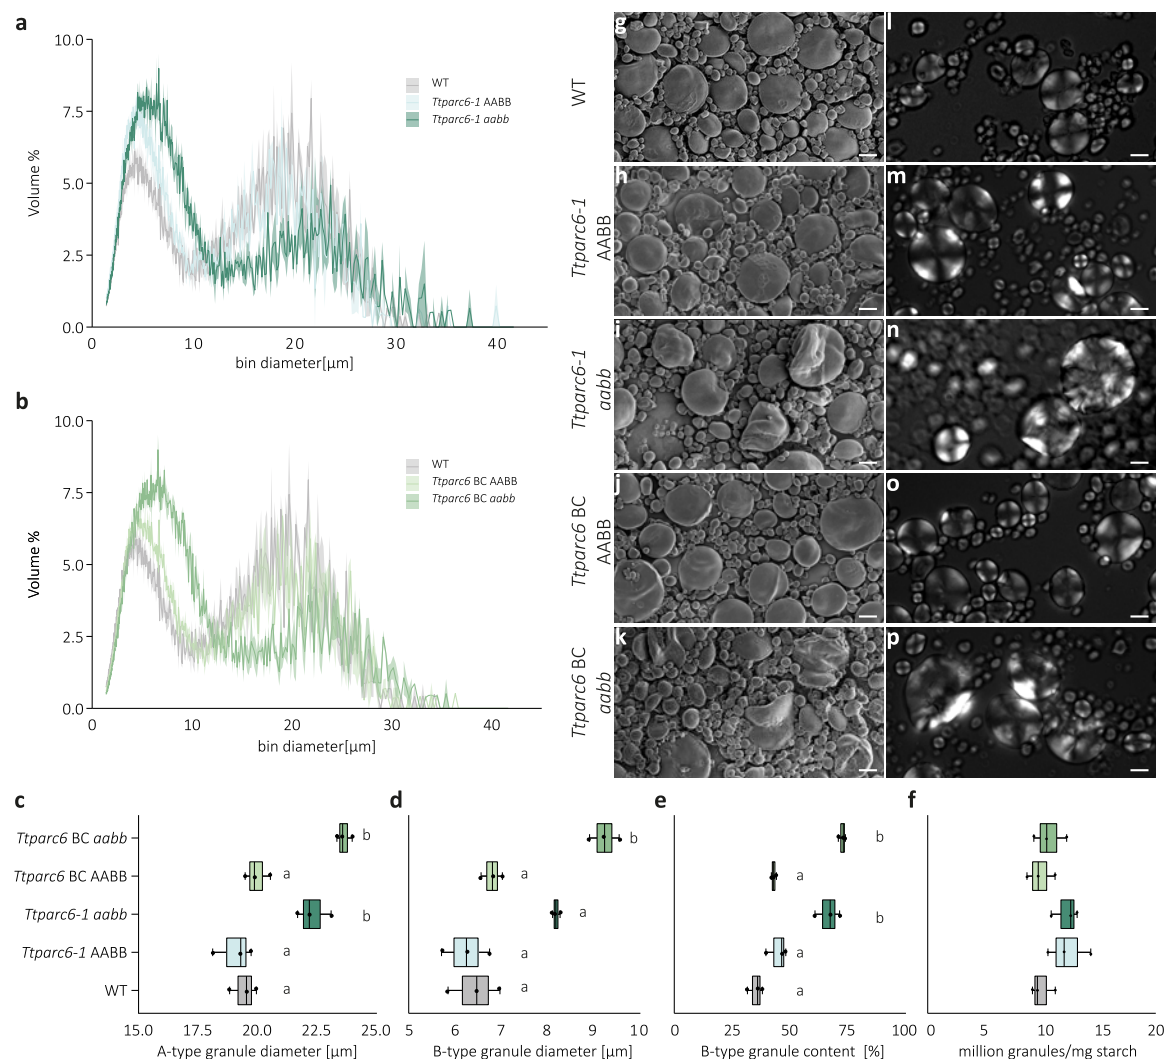 a
10.0
7.5
5.0
2.5
0.0
Volume %
0 10 20 30 40
bin diameter[µm]
WT
Ttparc6-1 AABB
Ttparc6-1 aabb
b
10.0
7.5
5.0
2.5
0.0
Volume %
0 10 20 30 40
bin diameter[µm]
WT
Ttparc6 BC AABB
Ttparc6 BC aabb
g
l
WT
h
m
Ttparc6-1
AABB
i
n
Ttparc6-1
aabb
j
o
Ttparc6 BC
AABB
k
p
Ttparc6 BC
aabb
c
Ttparc6 BC aabb
Ttparc6 BC AABB
Ttparc6-1 aabb
Ttparc6-1 AABB
WT
b
a
b
a
a
15.0 17.5 20.0 22.5 25.0
A-type granule diameter [µm]
d
b
a
a
a
a
5 6 7 8 9 10
B-type granule diameter [µm]
e
b
a
b
a
a
0 25 50 75 100
B-type granule content [%]
f
0 5 10 15 20
million granules/mg starch